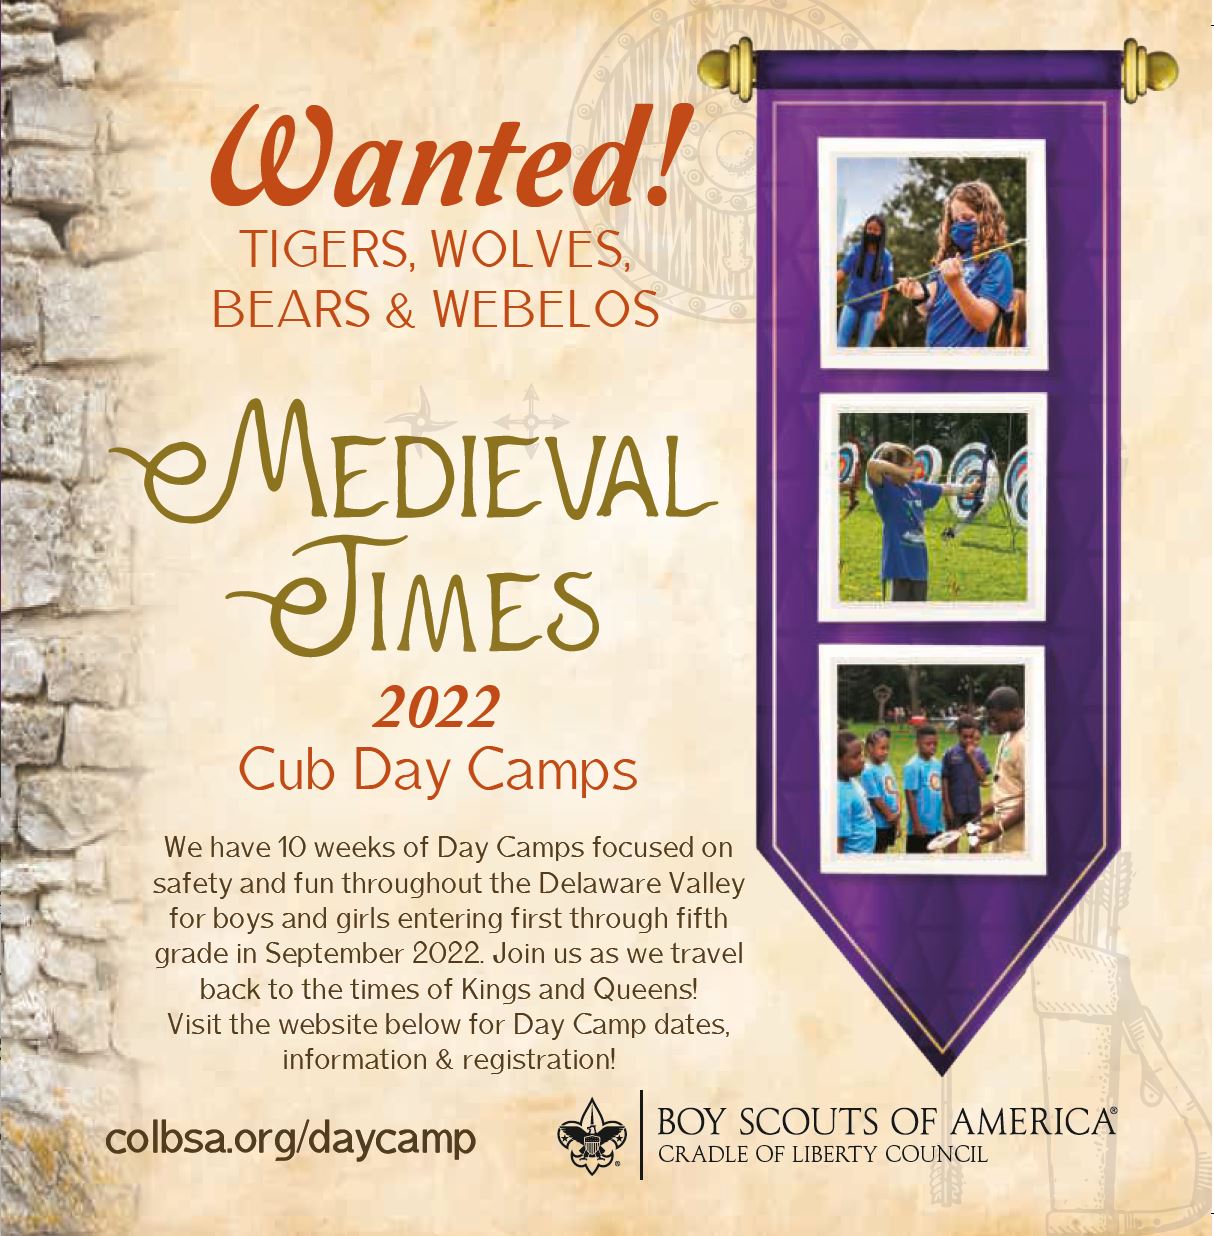 Wanted!
TIGERS, WOLVES,
BEARS & WEBELOS
MEDIEVAL
TIMES
2022
Cub Day Camps
We have 10 weeks of Day Camps focused on
safety and fun throughout the Delaware Valley
for boys and girls entering first through fifth
grade in September 2022. Join us as we travel
back to the times of Kings and Queens!
Visit the website below for Day Camp dates,
information & registration!
colbsa.org/daycamp
BOY SCOUTS OF AMERICA®
CRADLE OF LIBERTY COUNCIL